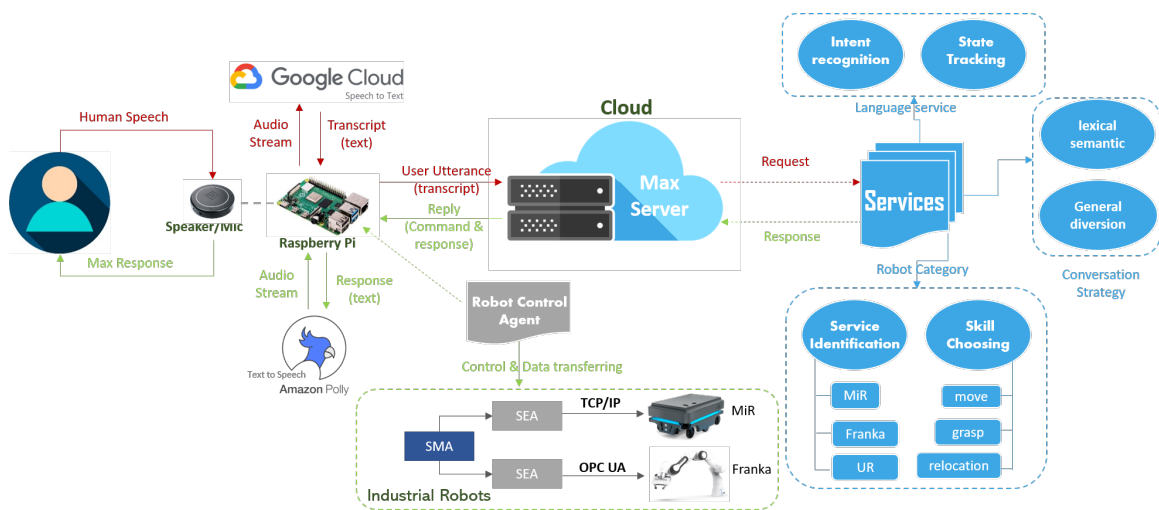 Google Cloud
Speech to Text
Human Speech
Audio
Stream
Transcript
(text)
Cloud
Intent
recognition
State
Tracking
Language service
lexical
semantic
General
diversion
Conversation
Strategy
User Utterance
(transcript)
Reply
(Command &
response)
Max
Server
Request
Response
Services
Speaker/Mic
Raspberry Pi
Max Response
Audio
Stream
Response
(text)
Text to Speech
Amazon Polly
Robot Control
Agent
Control & Data transferring
Robot Category
Service
Identification
Skill
Choosing
MiR
Franka
UR
move
grasp
relocation
SMA
SEA
TCP/IP
MiR
SEA
OPC UA
Franka
Industrial Robots